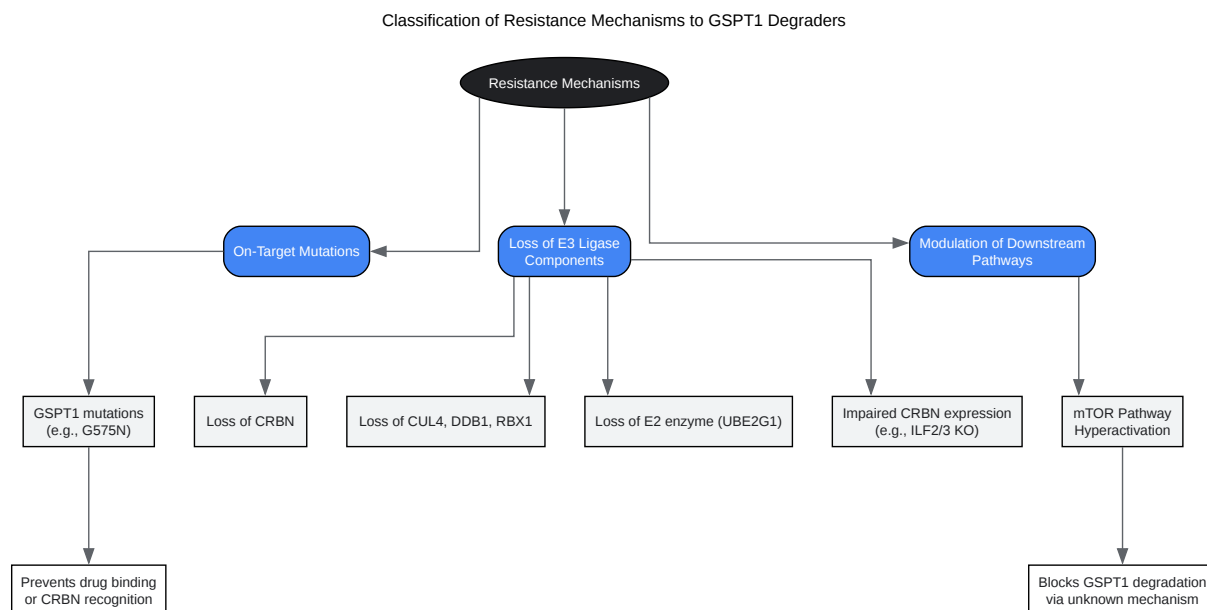 Classification of Resistance Mechanisms to GSPT1 Degraders
Resistance Mechanisms
On-Target Mutations
Loss of E3 Ligase
Components
Modulation of Downstream
Pathways
GSPT1 mutations
(e.g., G575N)
Loss of CRBN
Loss of CUL4, DDB1, RBX1
Loss of E2 enzyme (UBE2G1)
Impaired CRBN expression
(e.g., ILF2/3 KO)
mTOR Pathway
Hyperactivation
Prevents drug binding
or CRBN recognition
Blocks GSPT1 degradation
via unknown mechanism